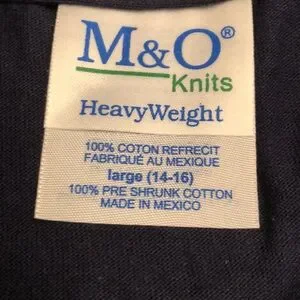 M&O®
Knits
HeavyWeight
100% COTON REFRECIT
FABRIQUÉ AU MEXIQUE
large (14-16)
100% PRE SHRUNK COTTON
MADE IN MEXICO